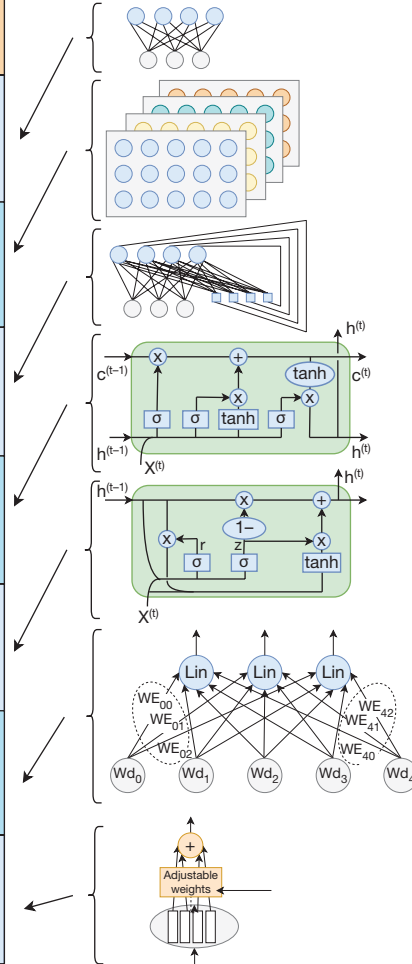 h(t)
x
+
tanh
c(t−1)
c(t)
x
x
σ
σ
tanh
σ
h(t−1)
h(t)
X(t)
h(t)
h(t−1)
x
+
1−
x
r
z
x
σ
σ
tanh
X(t)
Lin
Lin
Lin
WE00
WE01
WE02
WE42
WE41
WE40
Wd0
Wd1
Wd2
Wd3
Wd4
+
Adjustable
weights